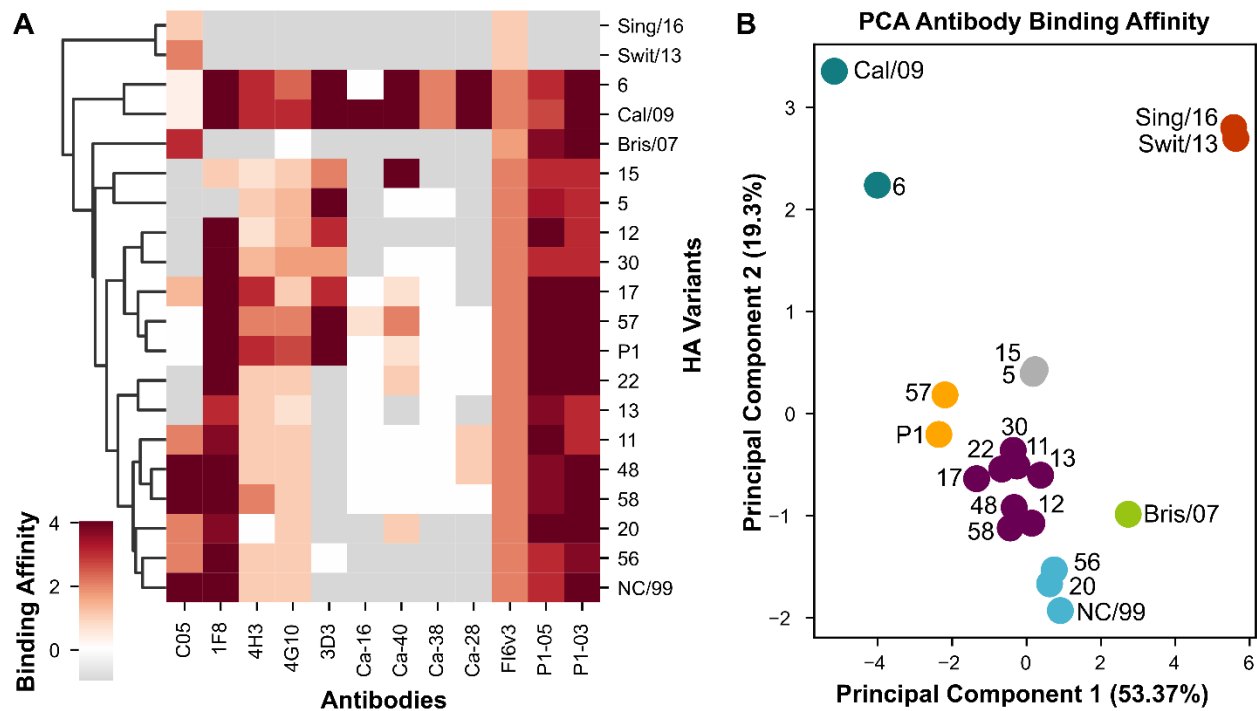 A
Sing/16
Swit/13
6
Cal/09
Bris/07
15
5
12
30
17
57
P1
22
13
11
48
58
20
56
NC/99
HA Variants
Binding Affinity
4
2
0
C05
1F8
4H3
4G10
3D3
Ca-16
Ca-40
Ca-38
Ca-28
FI6v3
P1-05
P1-03
Antibodies
B
PCA Antibody Binding Affinity
Principal Component 2 (19.3%)
3
2
1
0
−1
−2
Cal/09
Sing/16
Swit/13
6
15
5
57
P1
30
22
11
13
17
48
12
58
Bris/07
56
20
NC/99
−4
−2
0
2
4
6
Principal Component 1 (53.37%)